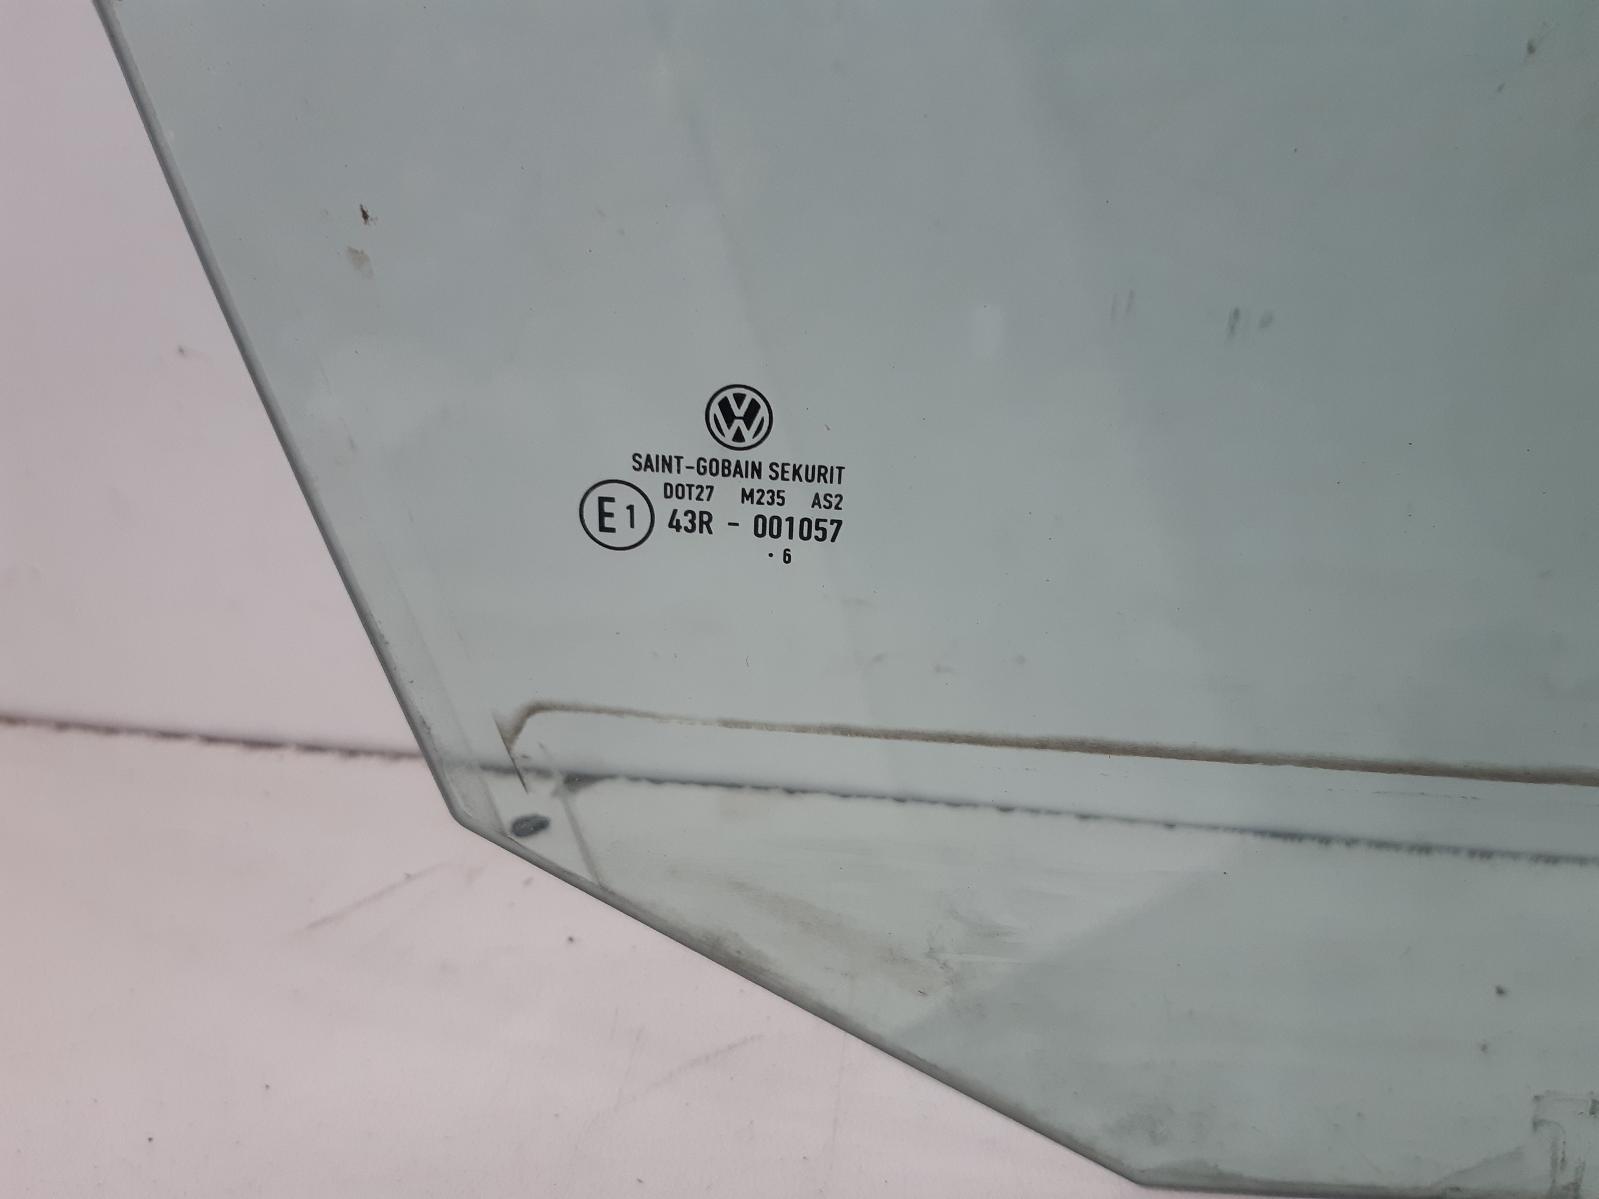 SAINT-GOBAIN SEKURIT
DOT27 M235 AS2
E1 43R - 001057
· 6